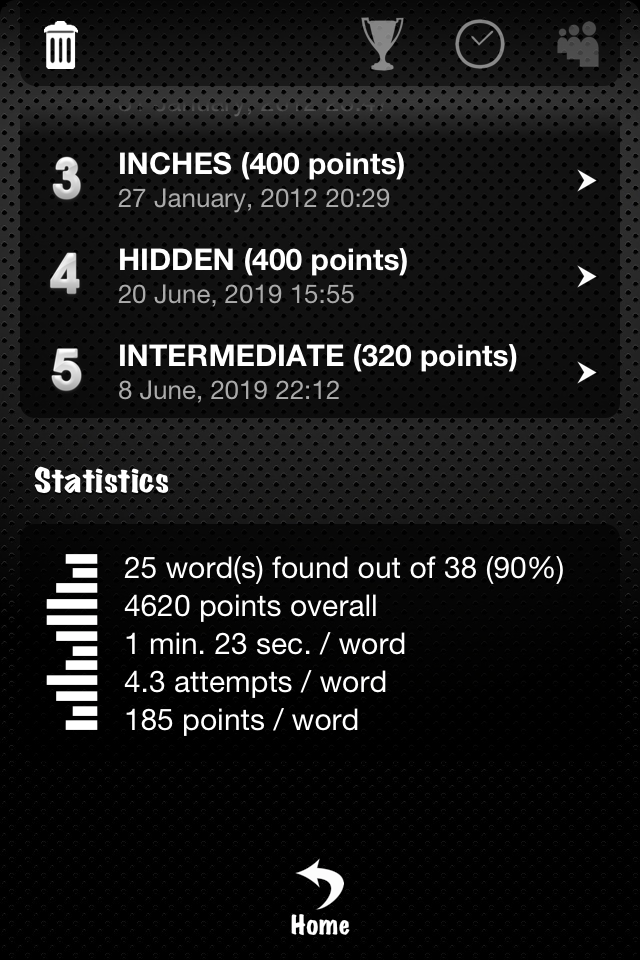 3
INCHES (400 points)
27 January, 2012 20:29
4
HIDDEN (400 points)
20 June, 2019 15:55
5
INTERMEDIATE (320 points)
8 June, 2019 22:12
Statistics
25 word(s) found out of 38 (90%)
4620 points overall
1 min. 23 sec. / word
4.3 attempts / word
185 points / word
Home